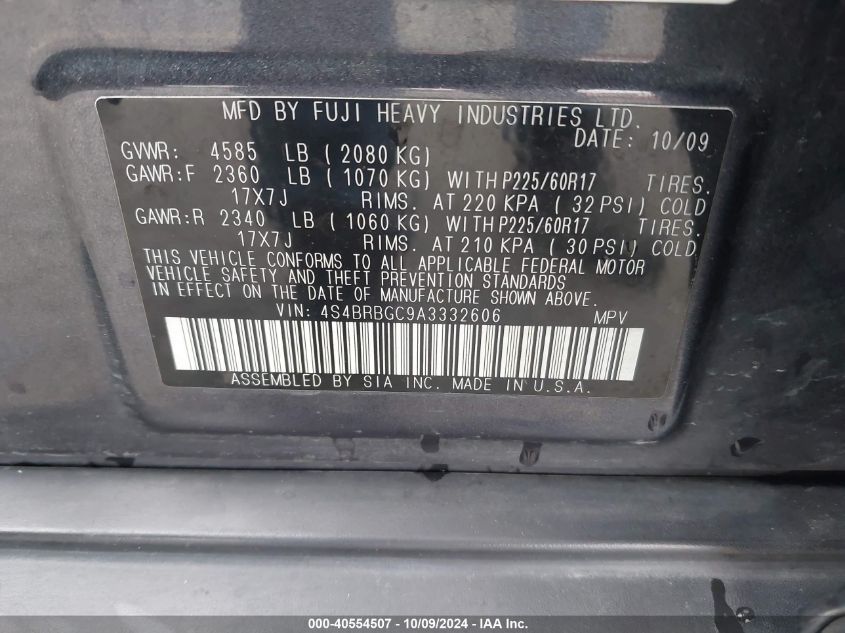 MFD BY FUJI HEAVY INDUSTRIES LTD.
DATE: 10/09
GVWR: 4585 LB ( 2080 KG)
GAWR:F 2360 LB ( 1070 KG) WITH P225/60R17 TIRES.
17X7J RIMS. AT 220 KPA ( 32 PSI) COLD
GAWR:R 2340 LB ( 1060 KG) WITH P225/60R17 TIRES.
17X7J RIMS. AT 210 KPA ( 30 PSI) COLD
THIS VEHICLE CONFORMS TO ALL APPLICABLE FEDERAL MOTOR
VEHICLE SAFETY AND THEFT PREVENTION STANDARDS
IN EFFECT ON THE DATE OF MANUFACTURE SHOWN ABOVE.
VIN: 4S4BRBGC9A3332606 MPV
ASSEMBLED BY SIA INC. MADE IN U.S.A.
000-40554507 - 10/09/2024 - IAA Inc.